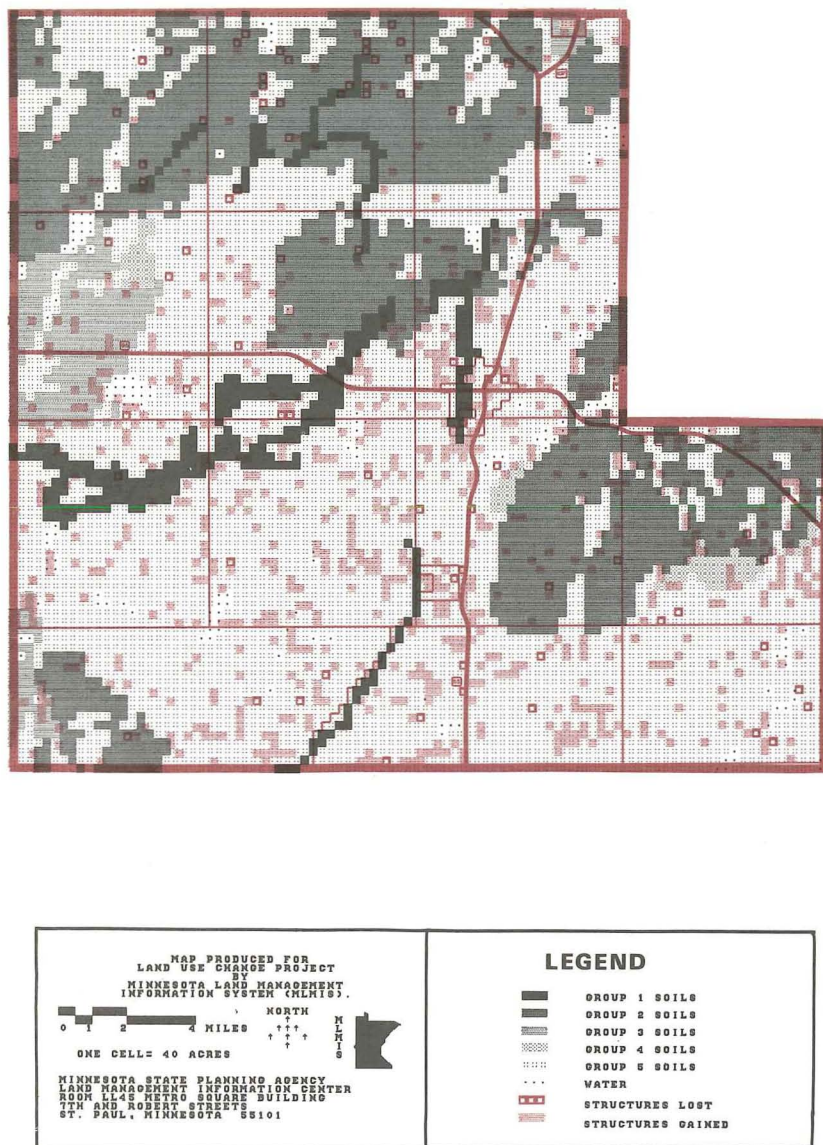 MAP PRODUCED FOR
LAND USE CHANGE PROJECT
BY
MINNESOTA LAND MANAGEMENT
INFORMATION SYSTEM (MLMIS).
NORTH
0 1 2 4 MILES
MLMIS
ONE CELL= 40 ACRES
MINNESOTA STATE PLANNING AGENCY
LAND MANAGEMENT INFORMATION CENTER
ROOM LL45 METRO SQUARE BUILDING
7TH AND ROBERT STREETS
ST. PAUL, MINNESOTA 55101
LEGEND
GROUP 1 SOILS
GROUP 2 SOILS
GROUP 3 SOILS
GROUP 4 SOILS
GROUP 5 SOILS
WATER
STRUCTURES LOST
STRUCTURES GAINED